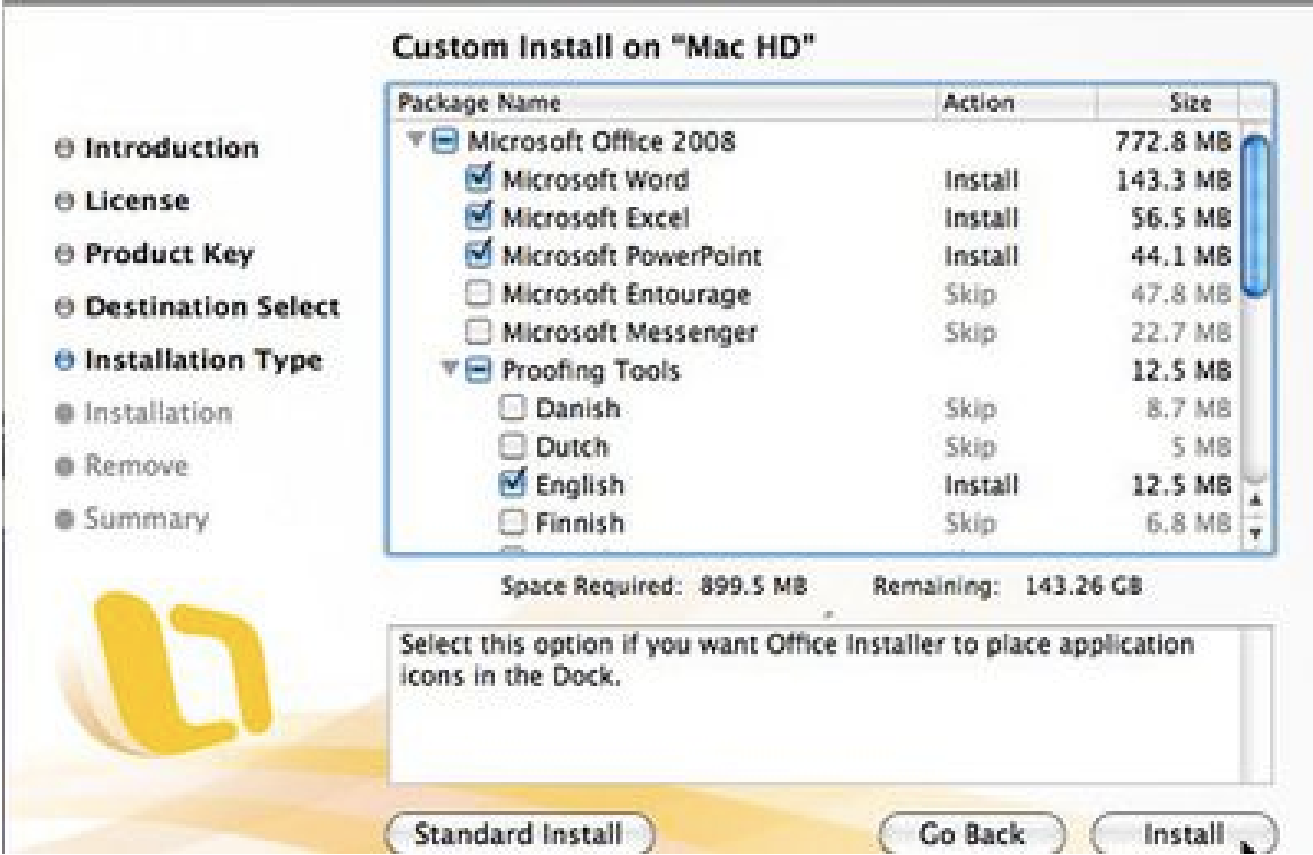 Custom Install on "Mac HD"
Package Name Action Size
Microsoft Office 2008 772.8 MB
Microsoft Word Install 143.3 MB
Microsoft Excel Install 56.5 MB
Microsoft PowerPoint Install 44.1 MB
Microsoft Entourage Skip 47.8 MB
Microsoft Messenger Skip 22.7 MB
Proofing Tools 12.5 MB
Danish Skip 8.7 MB
Dutch Skip 5 MB
English Install 12.5 MB
Finnish Skip 6.8 MB
Introduction
License
Product Key
Destination Select
Installation Type
Installation
Remove
Summary
Space Required: 899.5 MB Remaining: 143.26 GB
Select this option if you want Office Installer to place application
icons in the Dock.
Standard Install Go Back Install